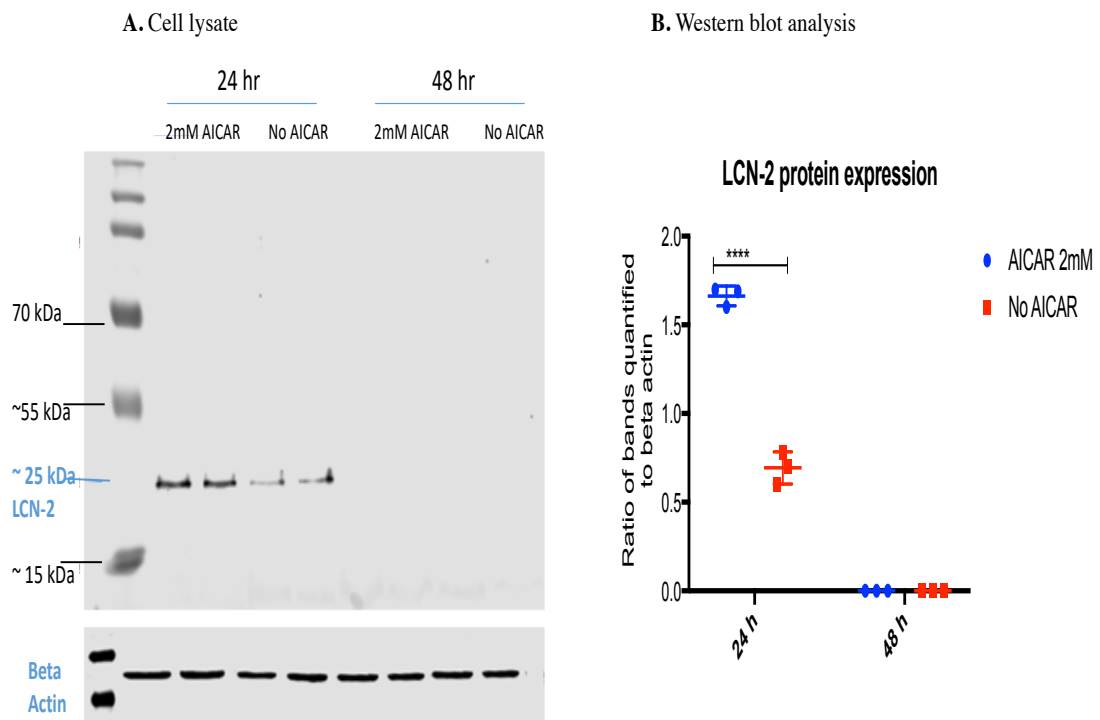 A. Cell lysate
24 hr
48 hr
2mM AICAR
No AICAR
2mM AICAR
No AICAR
70 kDa
~55 kDa
~ 25 kDa
LCN-2
~ 15 kDa
Beta
Actin
B. Western blot analysis
LCN-2 protein expression
Ratio of bands quantified
to beta actin
2.0
1.5
1.0
0.5
0.0
****
24 h
48 h
AICAR 2mM
No AICAR